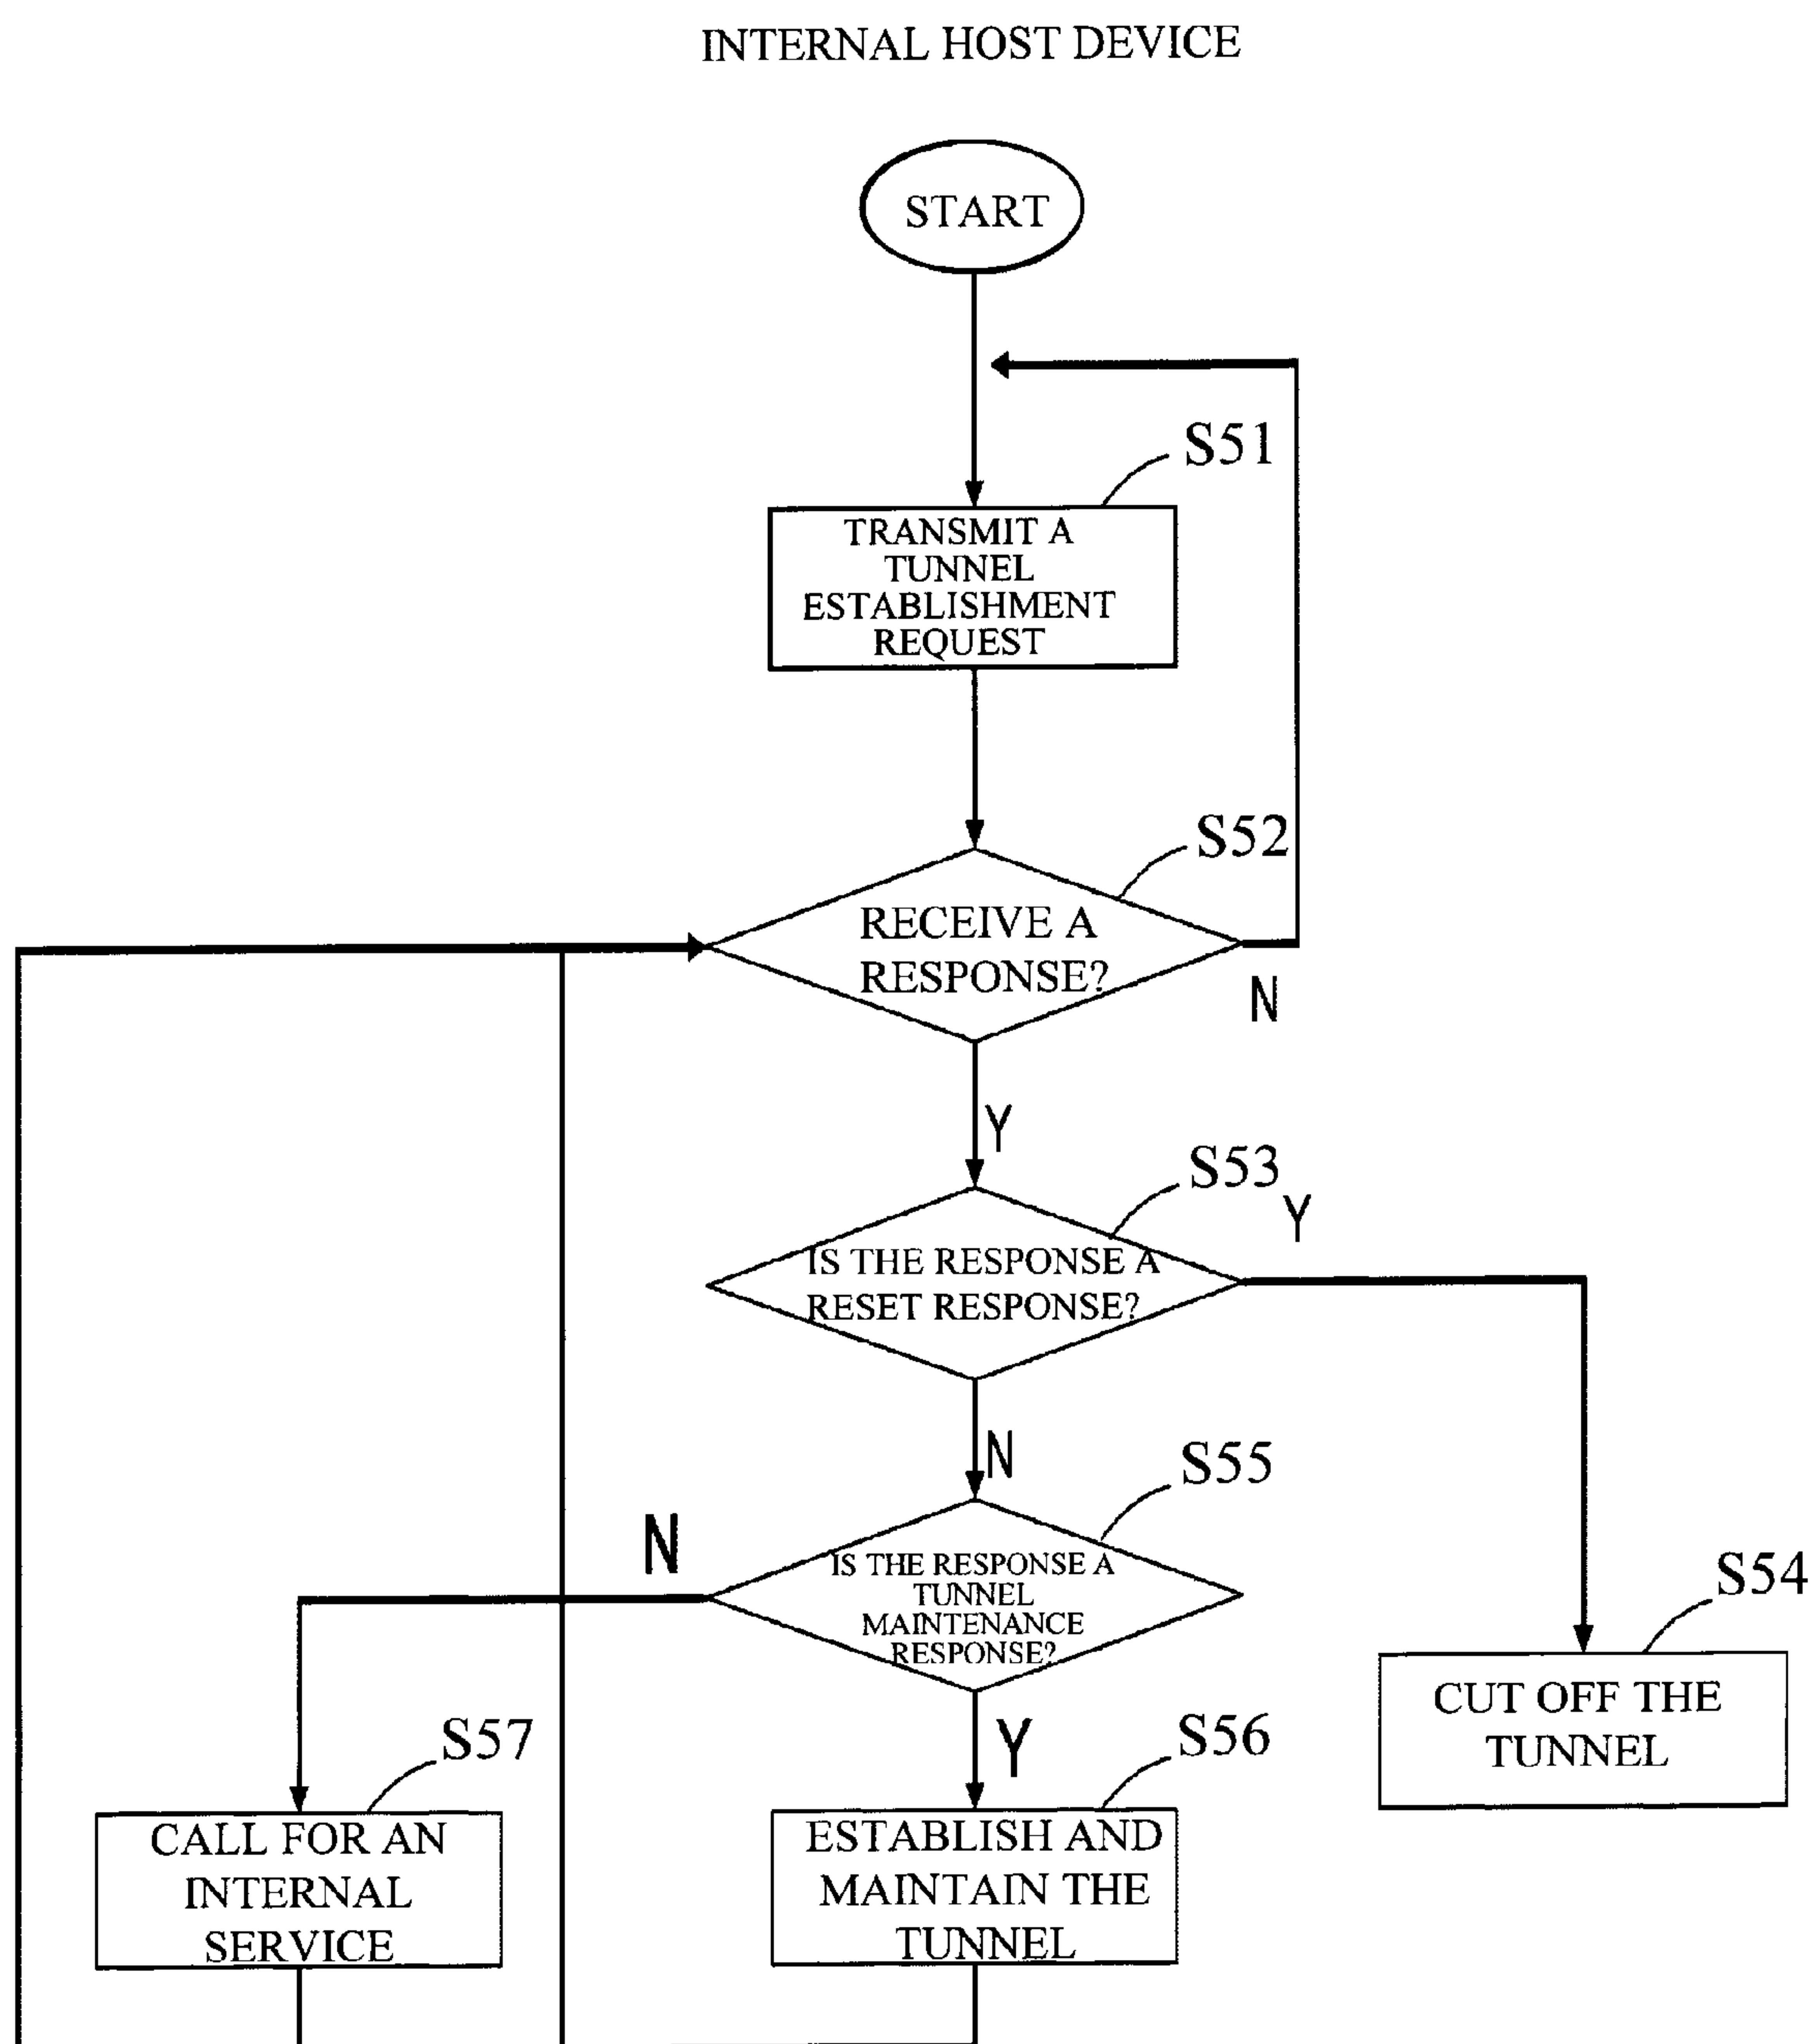 INTERNAL HOST DEVICE
START
S51
TRANSMIT A
TUNNEL
ESTABLISHMENT
REQUEST
S52
RECEIVE A
RESPONSE?
N
Y
S53
Y
IS THE RESPONSE A
RESET RESPONSE?
N
S55
N
IS THE RESPONSE A
TUNNEL
MAINTENANCE
RESPONSE?
S54
CUT OFF THE
TUNNEL
Y
S57
S56
CALL FOR AN
INTERNAL
SERVICE
ESTABLISH AND
MAINTAIN THE
TUNNEL